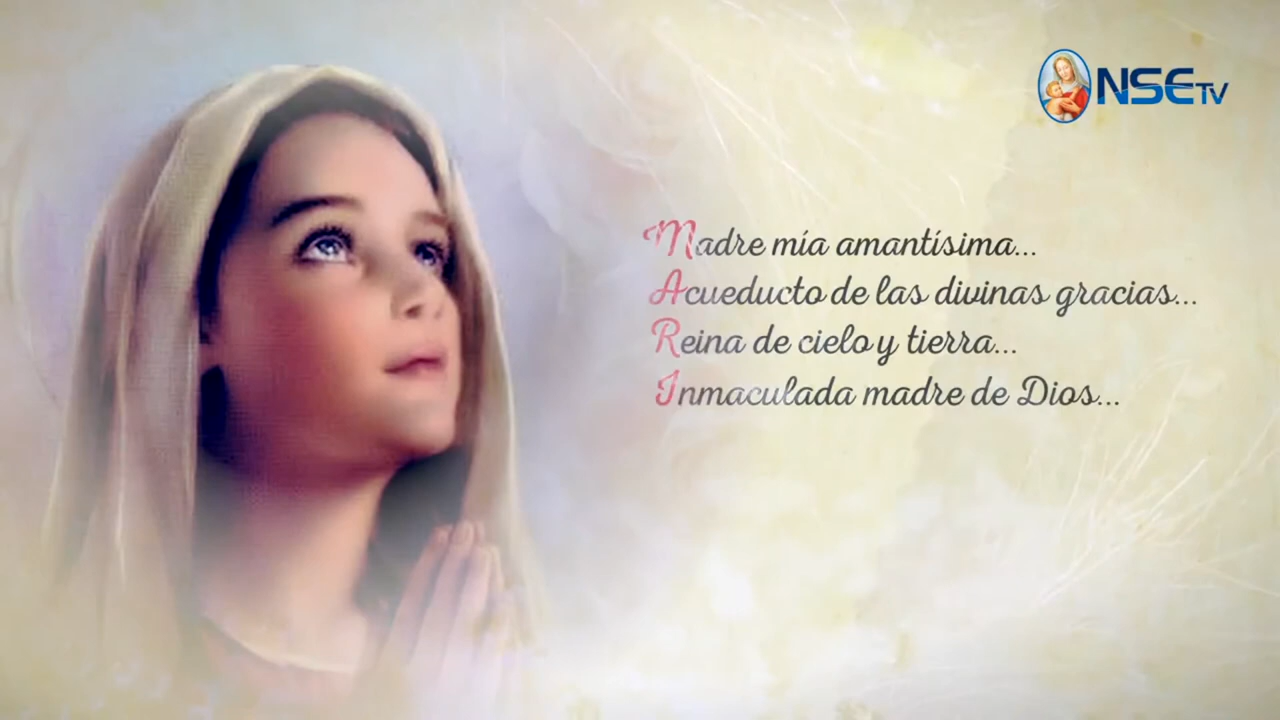 NSETV
Madre mía amantísima...
Acueducto de las divinas gracias...
Reina de cielo y tierra...
Inmaculada madre de Dios...